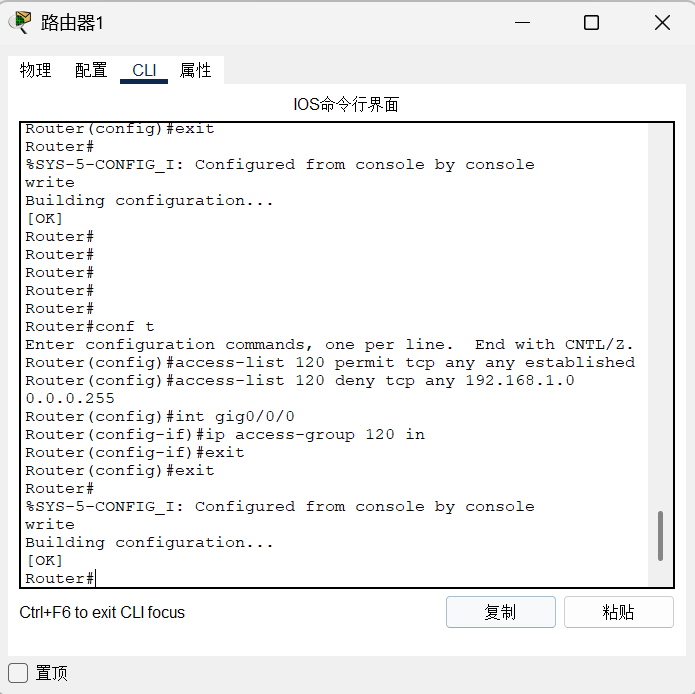 路由器1
物理 配置 CLI 属性
IOS命令行界面
Router(config)#exit
Router#
%SYS-5-CONFIG_I: Configured from console by console
write
Building configuration...
[OK]
Router#
Router#
Router#
Router#
Router#
Router#conf t
Enter configuration commands, one per line.  End with CNTL/Z.
Router(config)#access-list 120 permit tcp any any established
Router(config)#access-list 120 deny tcp any 192.168.1.0
0.0.0.255
Router(config)#int gig0/0/0
Router(config-if)#ip access-group 120 in
Router(config-if)#exit
Router(config)#exit
Router#
%SYS-5-CONFIG_I: Configured from console by console
write
Building configuration...
[OK]
Router#
Ctrl+F6 to exit CLI focus 复制 粘贴
置顶